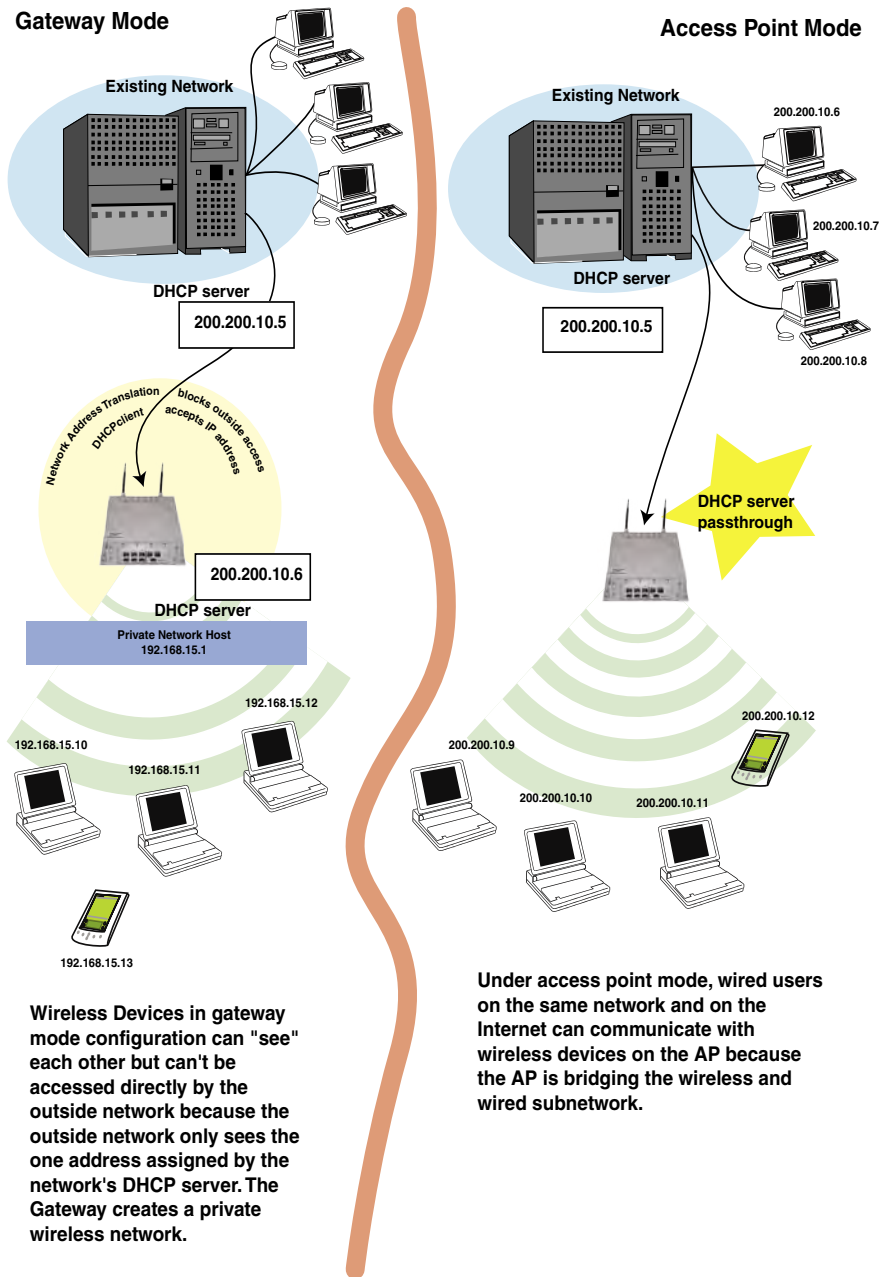 Gateway Mode
Existing Network
DHCP server
200.200.10.5
Network Address Translation
DHCPclient
blocks outside access
accepts IP address
200.200.10.6
DHCP server
Private Network Host
192.168.15.1
192.168.15.12
192.168.15.10
192.168.15.11
192.168.15.13
Wireless Devices in gateway
mode configuration can "see"
each other but can't be
accessed directly by the
outside network because the
outside network only sees the
one address assigned by the
network's DHCP server. The
Gateway creates a private
wireless network.
Access Point Mode
Existing Network
200.200.10.6
200.200.10.7
DHCP server
200.200.10.5
200.200.10.8
DHCP server
passthrough
200.200.10.12
200.200.10.9
200.200.10.10
200.200.10.11
Under access point mode, wired users
on the same network and on the
Internet can communicate with
wireless devices on the AP because
the AP is bridging the wireless and
wired subnetwork.